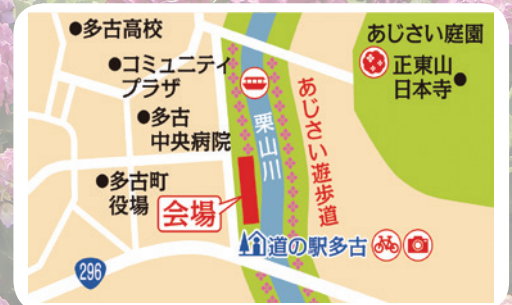 ●多古高校
●コミュニティ
プラザ
●多古
中央病院
●多古町
役場
会場
栗山川
あじさい遊歩道
あじさい庭園
正東山
日本寺●
道の駅多古
296